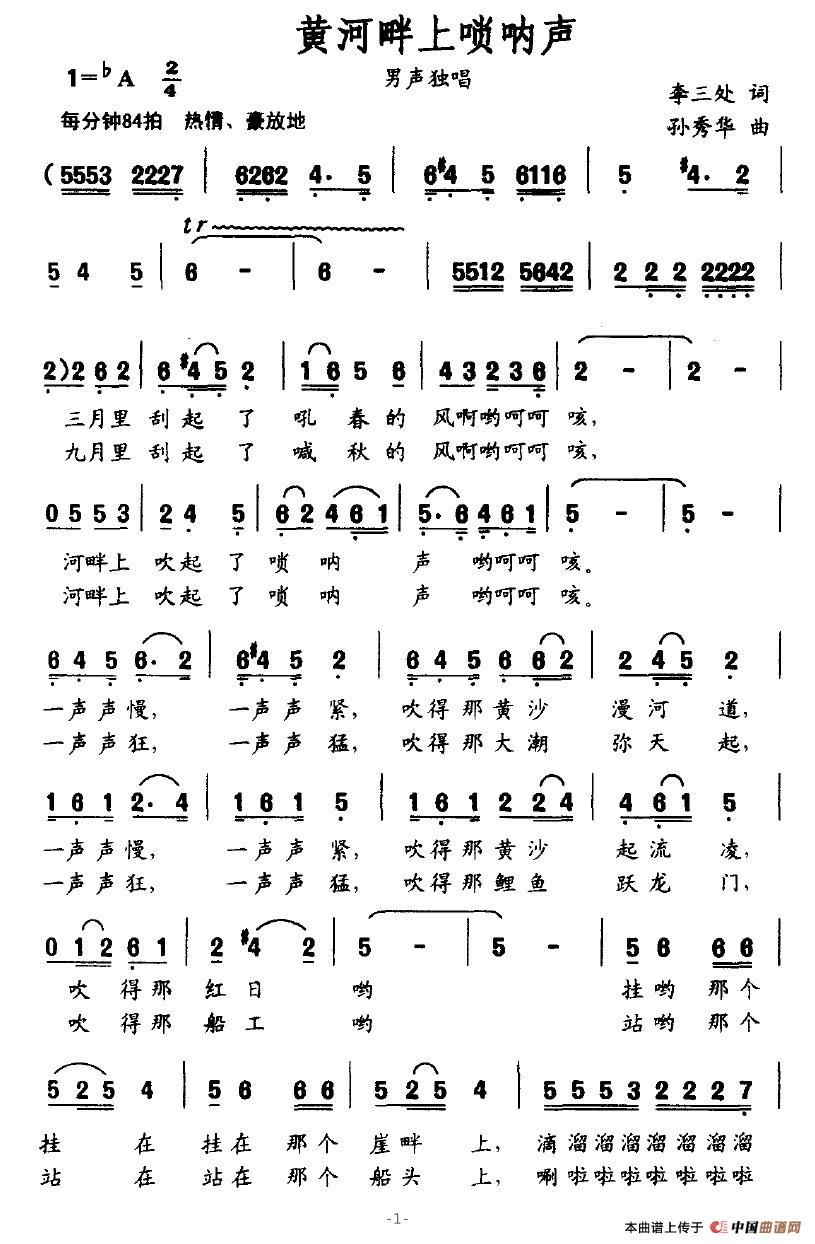 黄河畔上唢呐声
1=♭A 2/4
男声独唱
李三处 词
每分钟84拍 热情、豪放地
孙秀华 曲
(5553 2227 | 6262 4· 5 | 6#4 5 6116 | 5 #4· 2 |
tr
5 4 5 | 6 - | 6 - | 5512 5642 | 2 2 2 2222 |
2)2 6 2 | 6 #4 5 2 | 1 6 5 6 | 4 3 2 2 3 6 | 2 - | 2 - |
三月里刮起了吼春的风啊哟呵呵咳,
九月里刮起了喊秋的风啊哟呵呵咳,
0 5 5 3 | 2 4 5 | 6 2 4 6 1 | 5· 6 4 6 1 | 5 - | 5 - |
河畔上吹起了唢呐声哟呵呵咳。
河畔上吹起了唢呐声哟呵呵咳。
6 4 5 6· 2 | 6#4 5 2 | 6 4 5 6 6 2 | 2 4 5 2 |
一声声慢, 一声声紧, 吹得那黄沙漫河道,
一声声狂, 一声声猛, 吹得那大潮弥天起,
1 6 1 2· 4 | 1 6 1 5 | 1 6 1 2 2 4 | 4 6 1 5 |
一声声慢, 一声声紧, 吹得那黄沙起流凌,
一声声狂, 一声声猛, 吹得那鲤鱼跃龙门,
0 1 2 6 1 | 2 #4 2 | 5 - | 5 - | 5 6 6 6 |
吹得那红日哟 挂哟那个
吹得那船工哟 站哟那个
5 2 5 4 | 5 6 6 6 | 5 2 5 4 | 5 5 5 3 2 2 2 7 |
挂在挂在那个崖畔上, 滴溜溜溜溜溜溜溜
站在站在那个船头上, 唰啦啦啦啦啦啦啦
-1-
本曲谱上传于 中国曲谱网